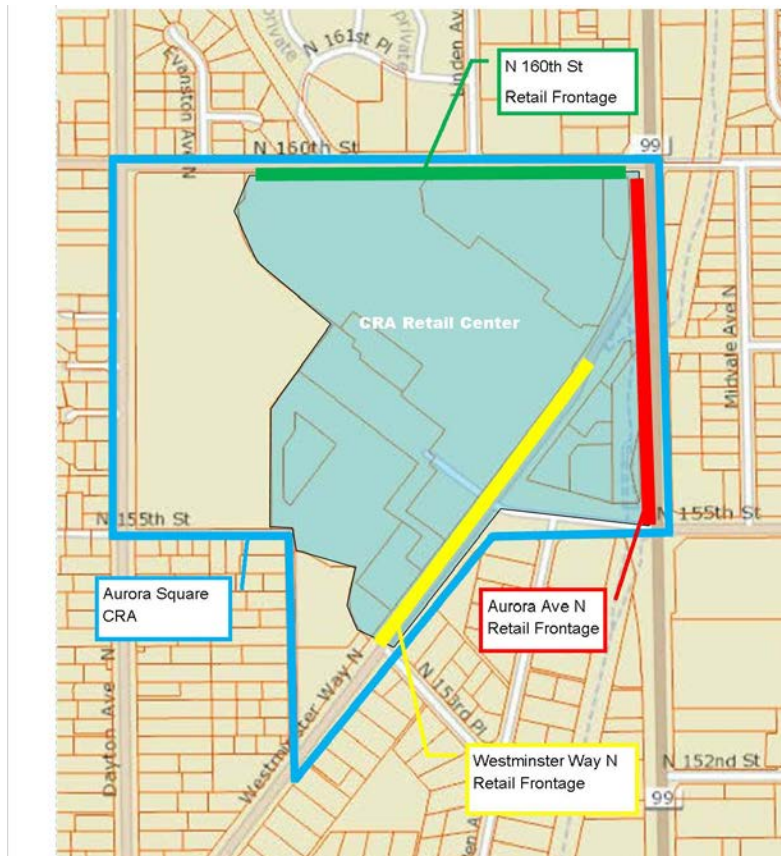 private
private
N 161st Pl
Evanston Ave N
Linden Ave
N 160th St
Retail Frontage
N 160th St
99
CRA Retail Center
Midvale Ave N
N 155th St
N 155th St
Aurora Square
CRA
Aurora Ave N
Retail Frontage
N 153rd Pl
Dayton Ave N
Westminster Way N
Westminster Way N
Retail Frontage
N 152nd St
99